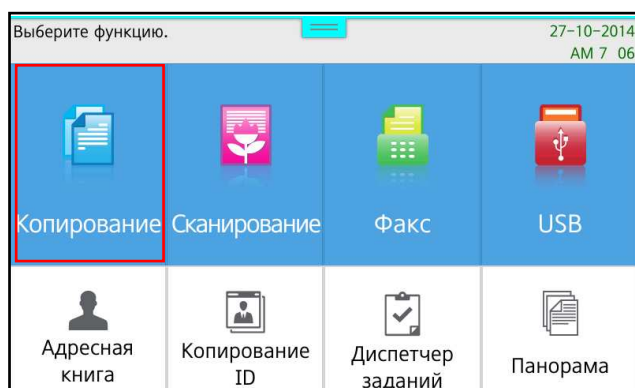 Выберите функцию.
27-10-2014
AM 7 06
Копирование
Сканирование
Факс
USB
Адресная
книга
Копирование
ID
Диспетчер
заданий
Панорама